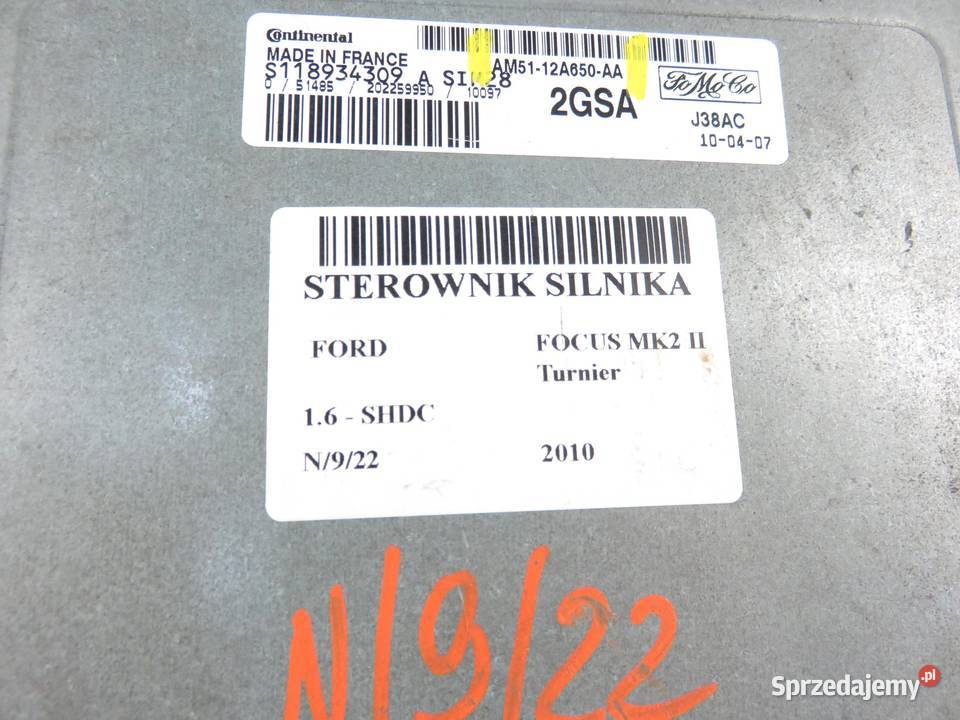 Continental
MADE IN FRANCE
AM51-12A650-AA
FoMoCo
S118934309 A
0 / 51485 / 202259950 / 10097
2GSA
J38AC
10-04-07
STEROWNIK SILNIKA
FORD
FOCUS MK2 II
Turnier
1.6 - SHDC
N/9/22
2010
N/9/22
Sprzedajemy.pl